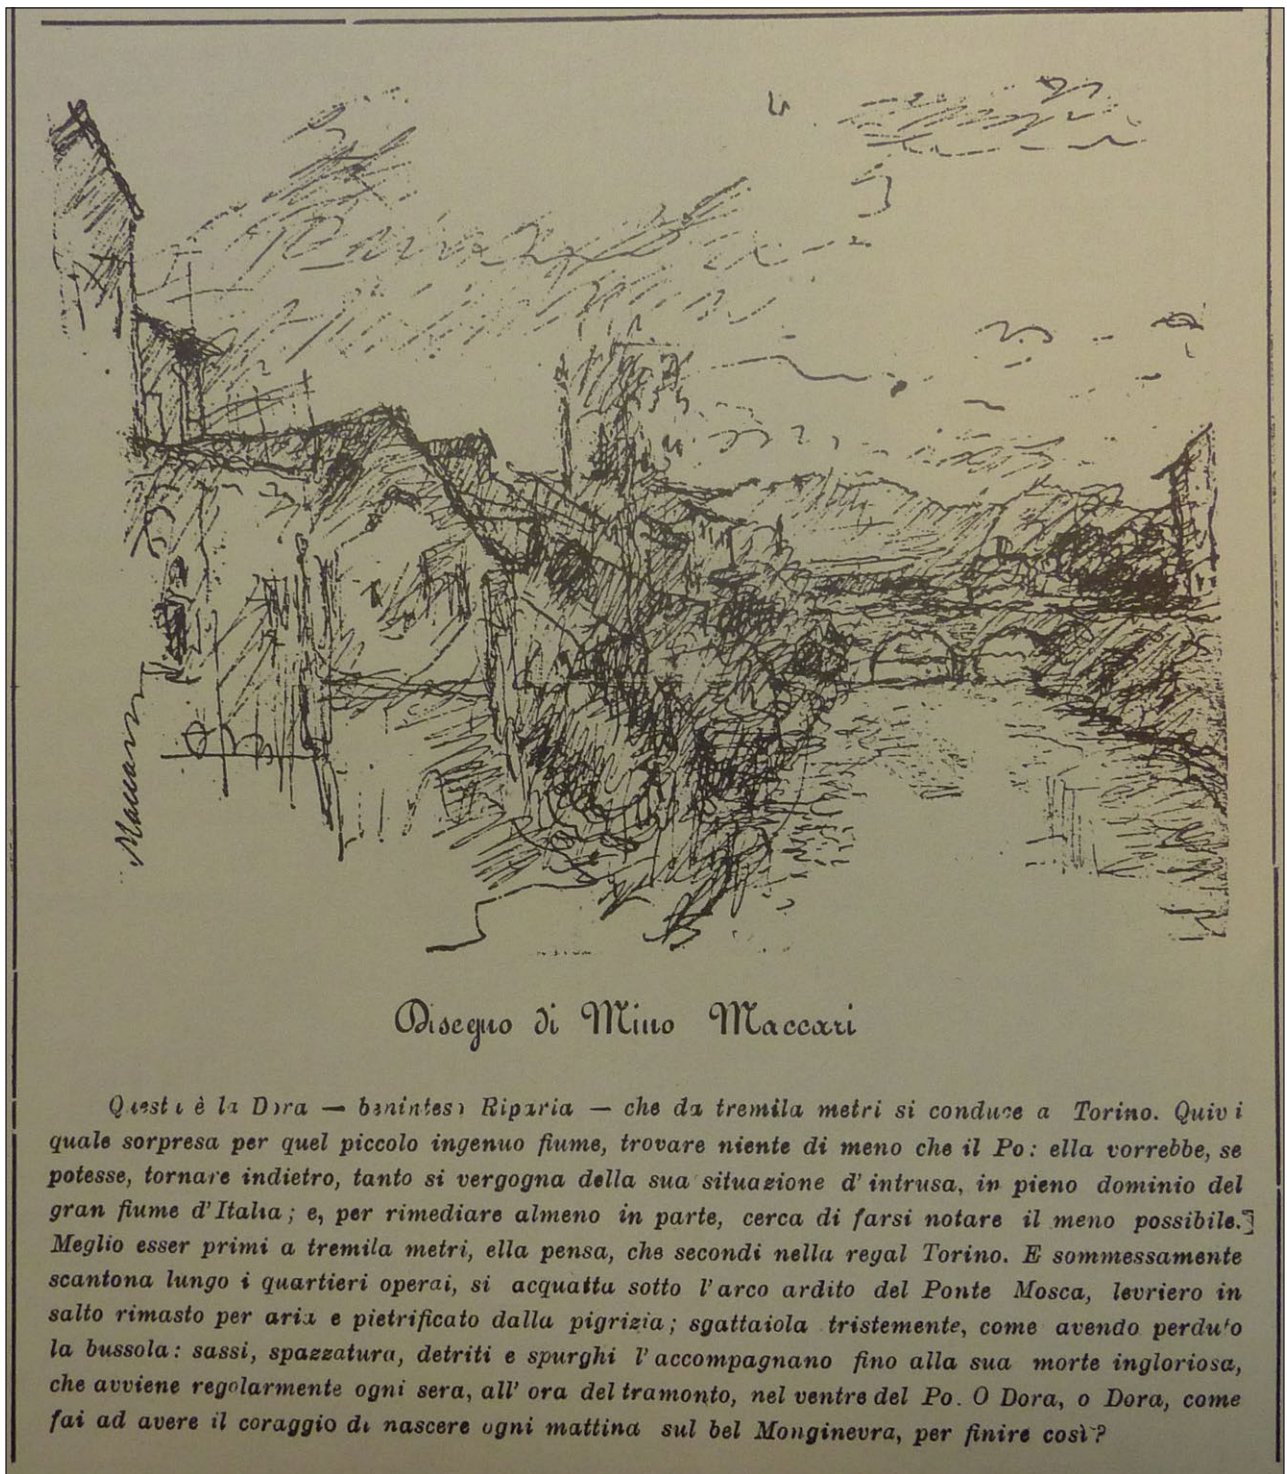 Maccari
Disegno di Mino Maccari
Questa è la Dora — benintesa Riparia — che da tremila metri si conduce a Torino. Quivi
quale sorpresa per quel piccolo ingenuo fiume, trovare niente di meno che il Po: ella vorrebbe, se
potesse, tornare indietro, tanto si vergogna della sua situazione d'intrusa, in pieno dominio del
gran fiume d'Italia; e, per rimediare almeno in parte, cerca di farsi notare il meno possibile.
Meglio esser primi a tremila metri, ella pensa, che secondi nella regal Torino. E sommessamente
scantona lungo i quartieri operai, si acquatta sotto l'arco ardito del Ponte Mosca, levriero in
salto rimasto per aria e pietrificato dalla pigrizia; sgattaiola tristemente, come avendo perduto
la bussola: sassi, spazzatura, detriti e spurghi l'accompagnano fino alla sua morte ingloriosa,
che avviene regolarmente ogni sera, all'ora del tramonto, nel ventre del Po. O Dora, o Dora, come
fai ad avere il coraggio di nascere ogni mattina sul bel Monginevra, per finire così?